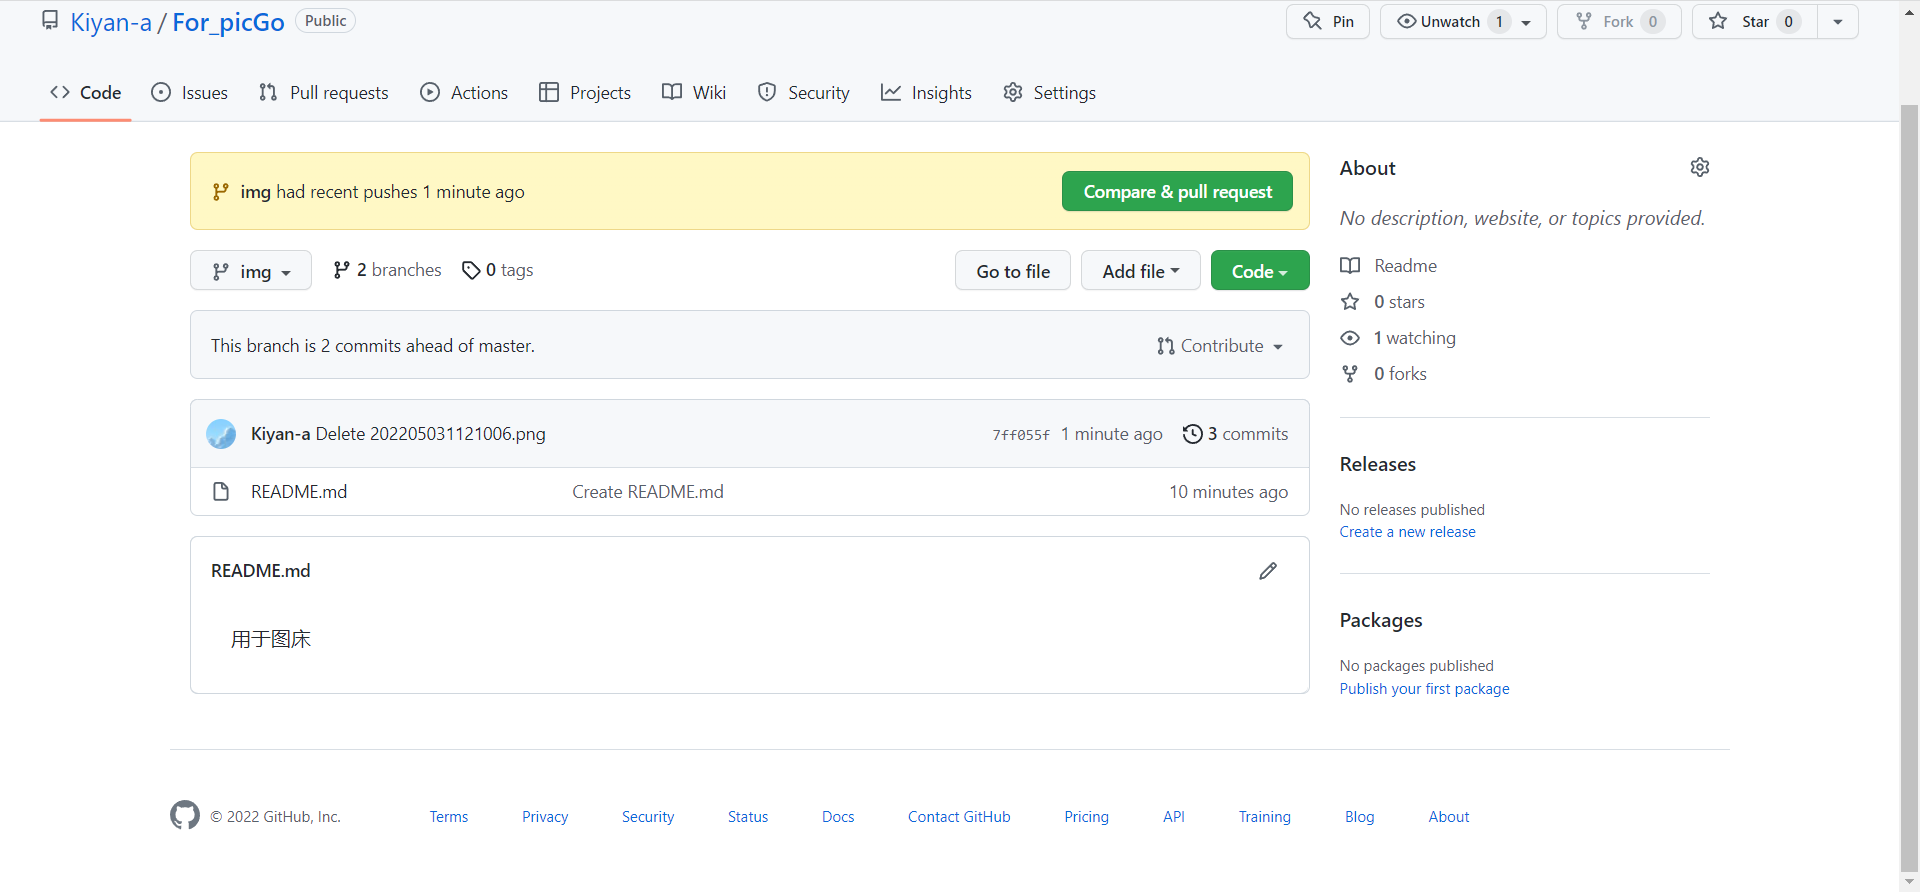 Kiyan-a / For_picGo Public
Pin Unwatch 1 Fork 0 Star 0
Code Issues Pull requests Actions Projects Wiki Security Insights Settings
img had recent pushes 1 minute ago Compare & pull request
img 2 branches 0 tags Go to file Add file Code
This branch is 2 commits ahead of master. Contribute
Kiyan-a Delete 202205031121006.png 7ff055f 1 minute ago 3 commits
README.md Create README.md 10 minutes ago
README.md
用于图床
About
No description, website, or topics provided.
Readme
0 stars
1 watching
0 forks
Releases
No releases published
Create a new release
Packages
No packages published
Publish your first package
© 2022 GitHub, Inc. Terms Privacy Security Status Docs Contact GitHub Pricing API Training Blog About